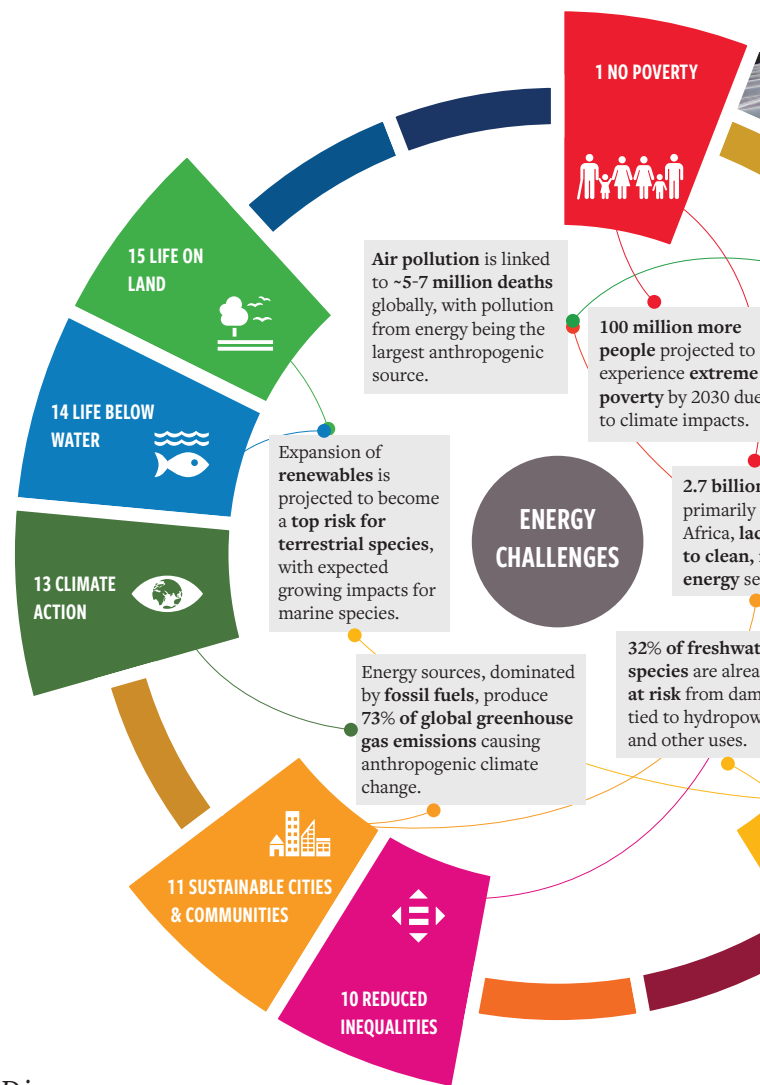 1 NO POVERTY
15 LIFE ON
LAND
Air pollution is linked
to ~5-7 million deaths
globally, with pollution
from energy being the
largest anthropogenic
source.
100 million more
people projected to
experience extreme
poverty by 2030 due
to climate impacts.
14 LIFE BELOW
WATER
Expansion of
renewables is
projected to become
a top risk for
terrestrial species,
with expected
growing impacts for
marine species.
ENERGY
CHALLENGES
2.7 billion
primarily
Africa,
to clean,
energy
13 CLIMATE
ACTION
32% of
species are
at risk from
tied to
and other uses.
Energy sources, dominated
by fossil fuels, produce
73% of global greenhouse
gas emissions causing
anthropogenic climate
change.
11 SUSTAINABLE CITIES
& COMMUNITIES
10 REDUCED
INEQUALITIES